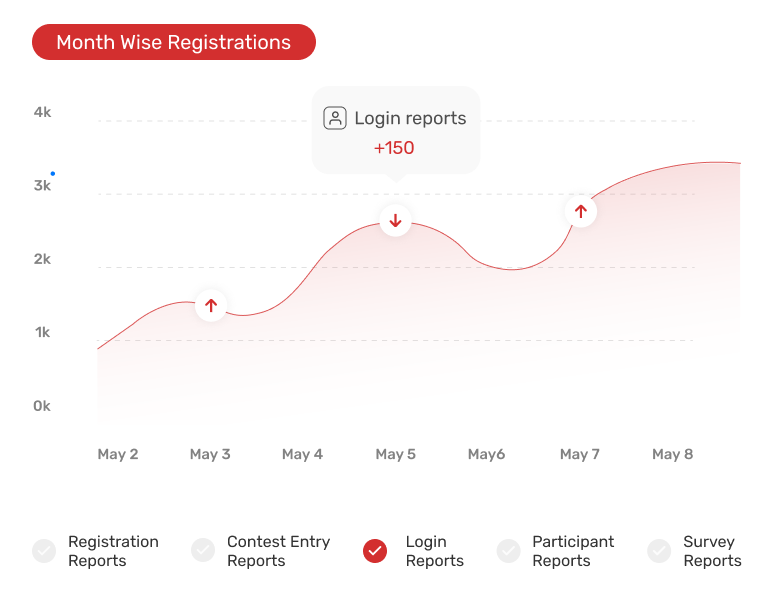 Month Wise Registrations
4k
Login reports
+150
3k
2k
1k
0k
May 2 May 3 May 4 May 5 May6 May 7 May 8
Registration Reports
Contest Entry Reports
Login Reports
Participant Reports
Survey Reports